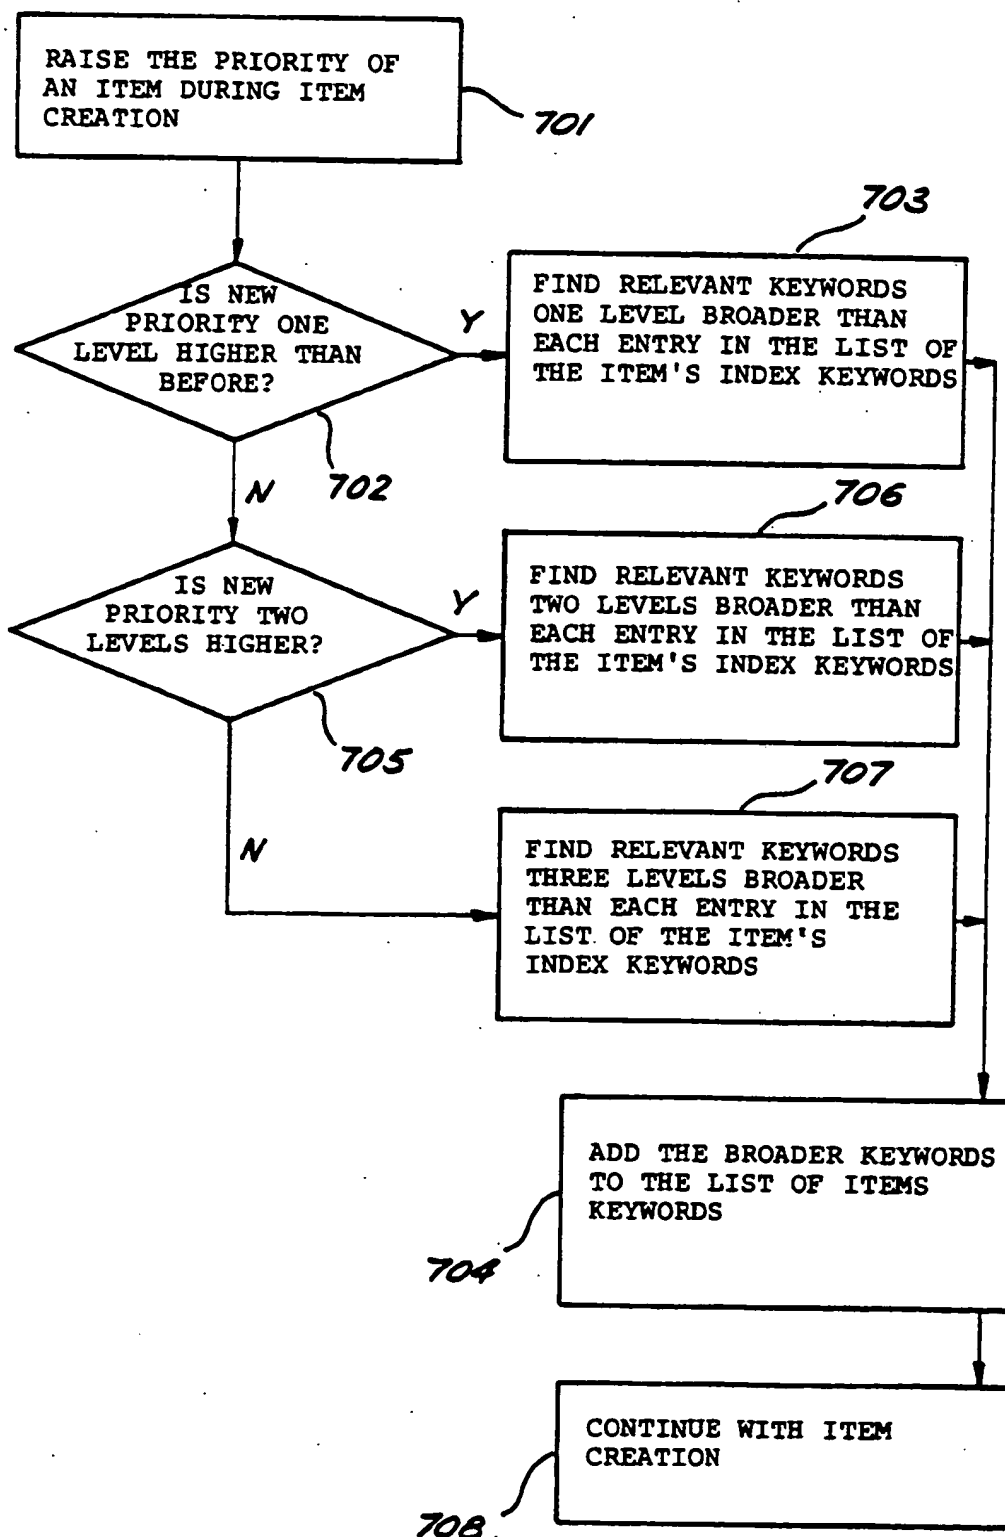 RAISE THE PRIORITY OF
AN ITEM DURING ITEM
CREATION
701
703
IS NEW
PRIORITY ONE
LEVEL HIGHER THAN
BEFORE?
Y
FIND RELEVANT KEYWORDS
ONE LEVEL BROADER THAN
EACH ENTRY IN THE LIST OF
THE ITEM'S INDEX KEYWORDS
702
N
706
IS NEW
PRIORITY TWO
LEVELS HIGHER?
Y
FIND RELEVANT KEYWORDS
TWO LEVELS BROADER THAN
EACH ENTRY IN THE LIST OF
THE ITEM'S INDEX KEYWORDS
705
707
N
FIND RELEVANT KEYWORDS
THREE LEVELS BROADER
THAN EACH ENTRY IN THE
LIST OF THE ITEM'S
INDEX KEYWORDS
ADD THE BROADER KEYWORDS
TO THE LIST OF ITEMS
KEYWORDS
704
CONTINUE WITH ITEM
CREATION
708